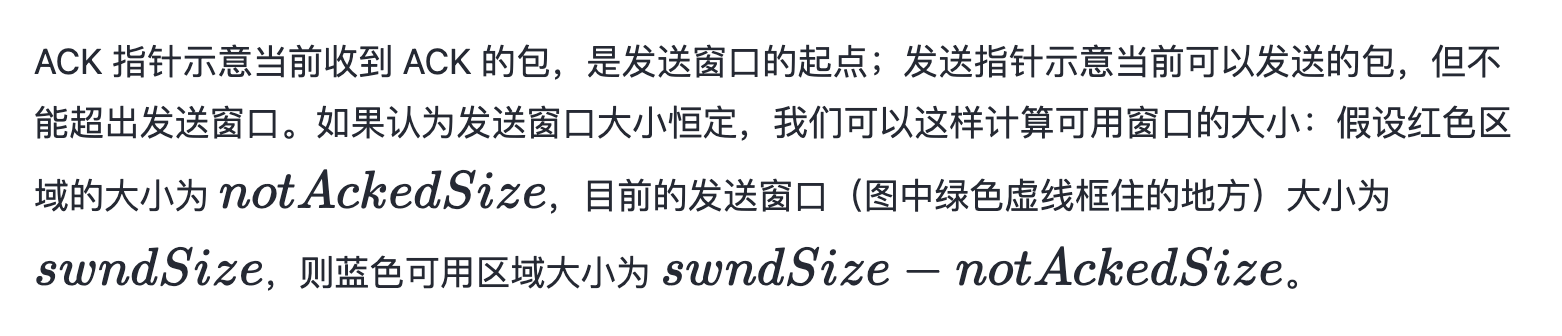 ACK 指针示意当前收到 ACK 的包，是发送窗口的起点；发送指针示意当前可以发送的包，但不
能超出发送窗口。如果认为发送窗口大小恒定，我们可以这样计算可用窗口的大小：假设红色区
域的大小为 notAckedSize，目前的发送窗口（图中绿色虚线框住的地方）大小为
swndSize，则蓝色可用区域大小为 swndSize − notAckedSize。